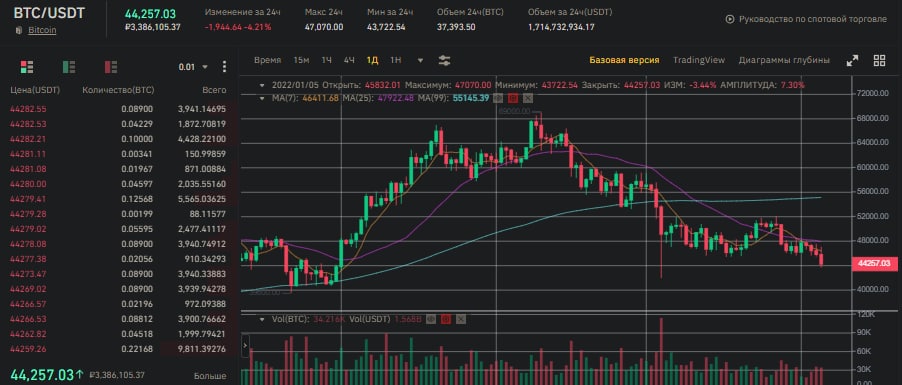 BTC/USDT
Bitcoin
44,257.03
₽3,386,105.37
Изменение за 24ч
-1,944.64 -4.21%
Макс 24ч
47,070.00
Мин за 24ч
43,722.54
Объем 24ч(BTC)
37,393.50
Объем 24ч(USDT)
1,714,732,934.17
Руководство по спотовой торговле
0.01
Цена(USDT) Количество(BTC) Всего
44282.55 0.08900 3,941.14695
44282.53 0.04229 1,872.70819
44282.21 0.10000 4,428.22100
44281.11 0.00341 150.99859
44281.08 0.01967 871.00884
44280.00 0.04597 2,035.55160
44279.41 0.12568 5,565.03625
44279.28 0.00199 88.11577
44279.02 0.05595 2,477.41117
44278.08 0.08900 3,940.74912
44277.38 0.02056 910.34293
44273.47 0.08900 3,940.33883
44269.02 0.08900 3,939.94278
44266.57 0.02196 972.09388
44266.53 0.08812 3,900.76662
44262.82 0.04518 1,999.79421
44259.26 0.22168 9,811.39276
44,257.03↑ ₽3,386,105.37 Больше
Время 15м 1Ч 4Ч 1Д 1Н
Базовая версия TradingView Диаграммы глубины
2022/01/05 Открыть: 45832.01 Максимум: 47070.00 Минимум: 43722.54 Закрыть: 44257.03 ИЗМ: -3.44% АМПЛИТУДА: 7.30%
MA(7): 46411.68 MA(25): 47922.48 MA(99): 55145.39
69000.00
72000.00
68000.00
64000.00
60000.00
56000.00
52000.00
48000.00
44257.03
40000.00
Vol(BTC): 34.216K Vol(USDT) 1.568B
120K
90K
60K
30K
0.00